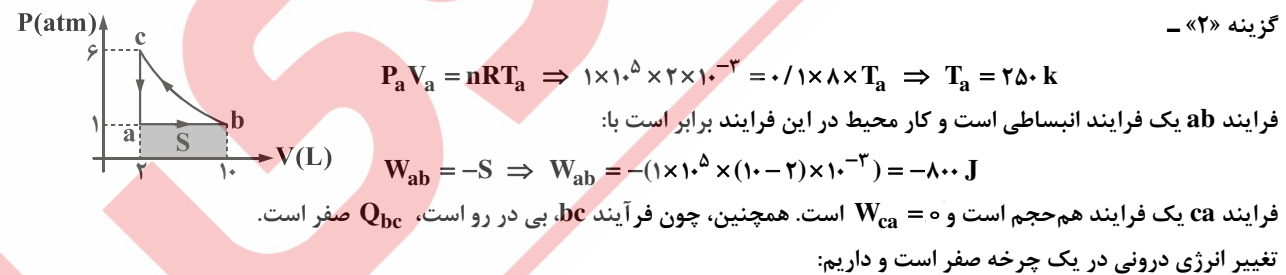 گزینه «۲» ـ
P(atm)
۶
c
۱
a
b
S
V(L)
۲
۱۰
PaVa = nRTa ⇒ ۱×۱۰^۵ × ۲×۱۰^−۳ = ۰/۱×۸×Ta ⇒ Ta = ۲۵۰ k
فرایند ab یک فرایند انبساطی است و کار محیط در این فرایند برابر است با:
Wab = −S ⇒ Wab = −(۱×۱۰^۵ ×(۱۰−۲)×۱۰^−۳) = −۸۰۰ J
فرایند ca یک فرایند هم‌حجم است و Wca = ۰ است. همچنین، چون فرآیند bc، بی در رو است، Qbc صفر است.
تغییر انرژی درونی در یک چرخه صفر است و داریم: